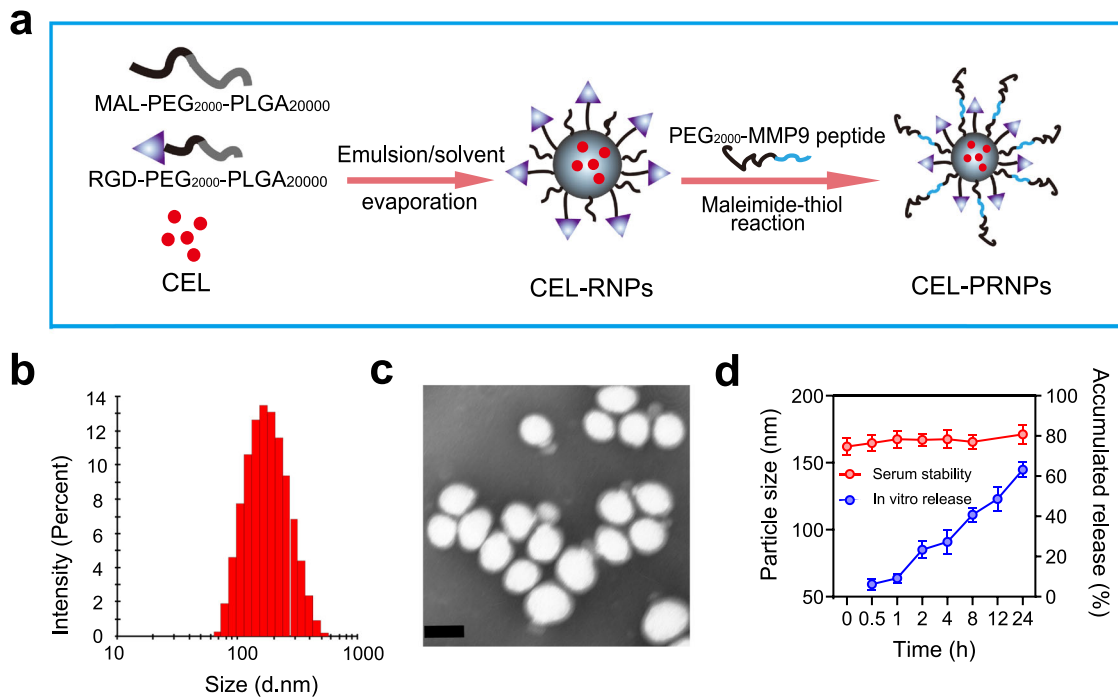 a
MAL-PEG2000-PLGA20000
RGD-PEG2000-PLGA20000
CEL
Emulsion/solvent
evaporation
CEL-RNPs
PEG2000-MMP9 peptide
Maleimide-thiol
reaction
CEL-PRNPs
b
Intensity (Percent)
14
12
10
8
6
4
2
0
10
100
1000
Size (d.nm)
c
d
Particle size (nm)
200
150
100
50
Serum stability
In vitro release
100
80
60
40
20
0
Accumulated release
(%)
0 0.5 1 2 4 8 12 24
Time (h)